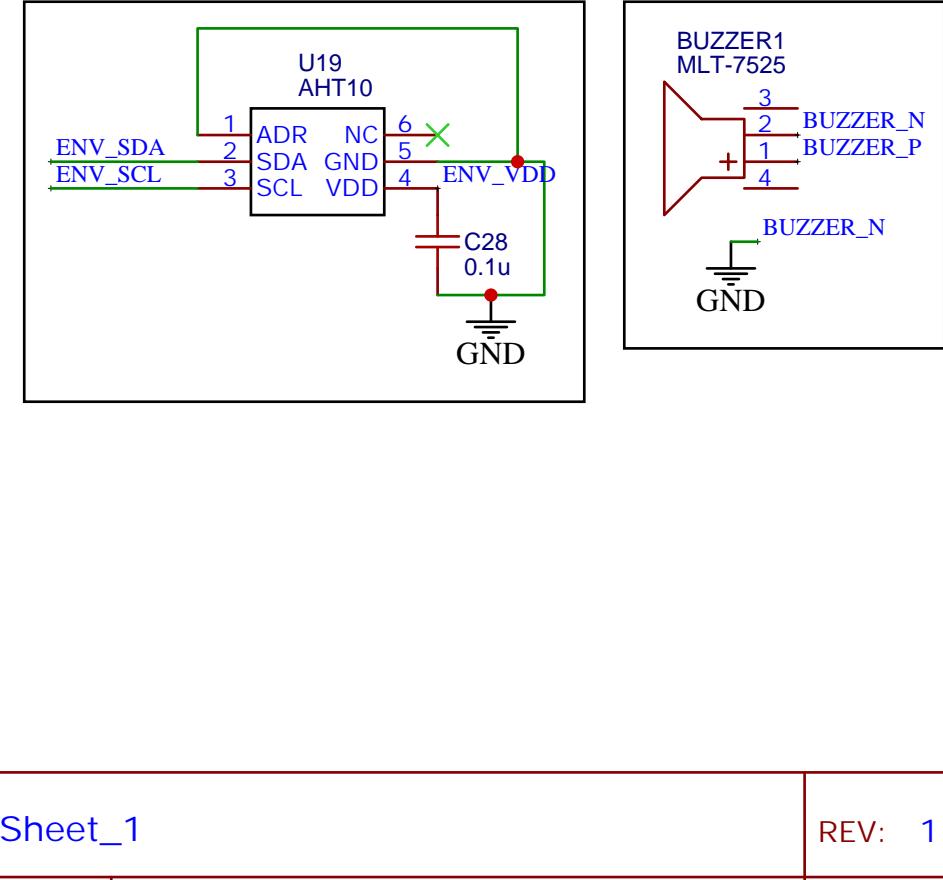 U19
AHT10
1 ADR NC 6
ENV_SDA 2 SDA GND 5
ENV_SCL 3 SCL VDD 4 ENV_VDD
C28
0.1u
GND
BUZZER1
MLT-7525
3
2 BUZZER_N
+ 1 BUZZER_P
4
BUZZER_N
GND
Sheet_1
REV: 1